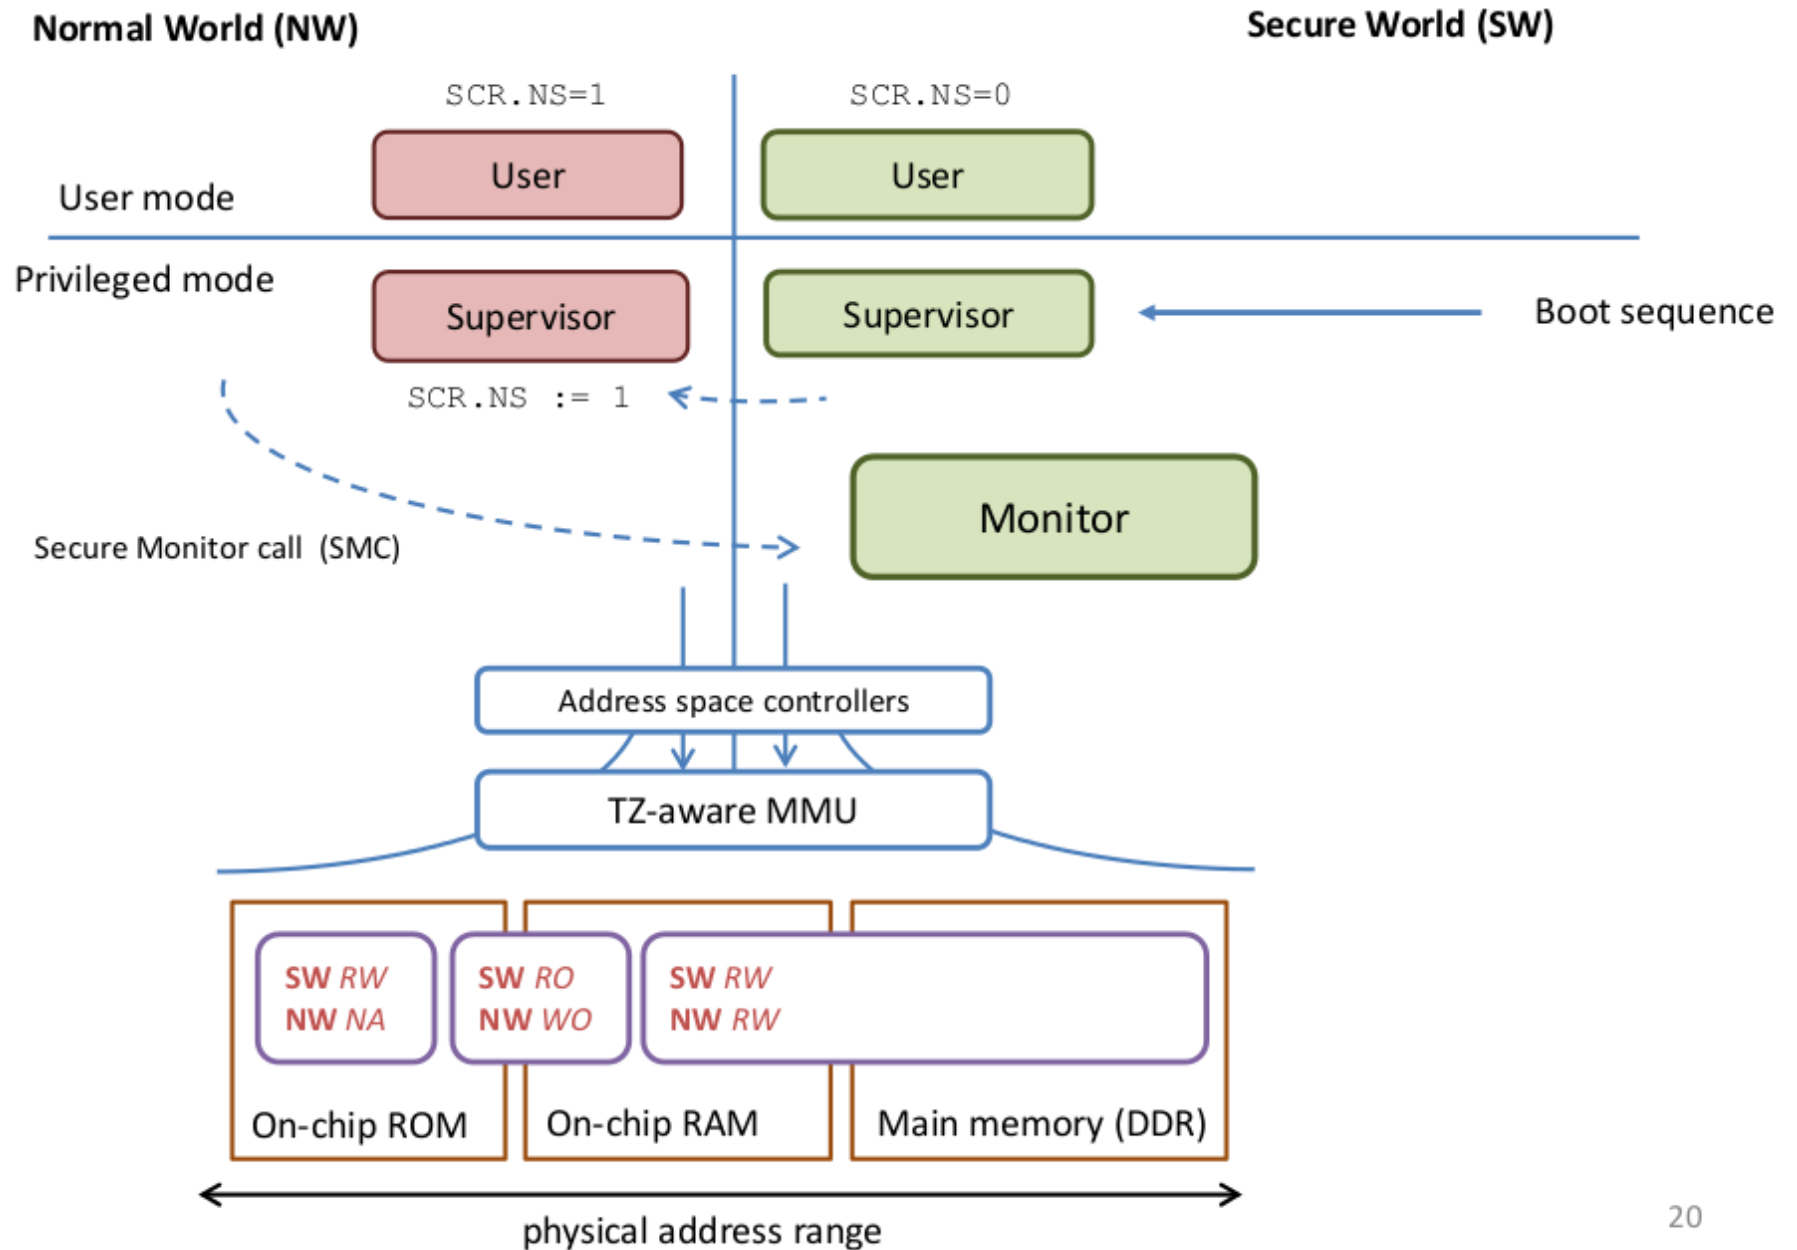 Normal World (NW)
Secure World (SW)
SCR.NS=1
SCR.NS=0
User
User
User mode
Privileged mode
Supervisor
Supervisor
Boot sequence
SCR.NS := 1
Monitor
Secure Monitor call (SMC)
Address space controllers
TZ-aware MMU
SW RW
NW NA
SW RO
NW WO
SW RW
NW RW
On-chip ROM
On-chip RAM
Main memory (DDR)
physical address range
20